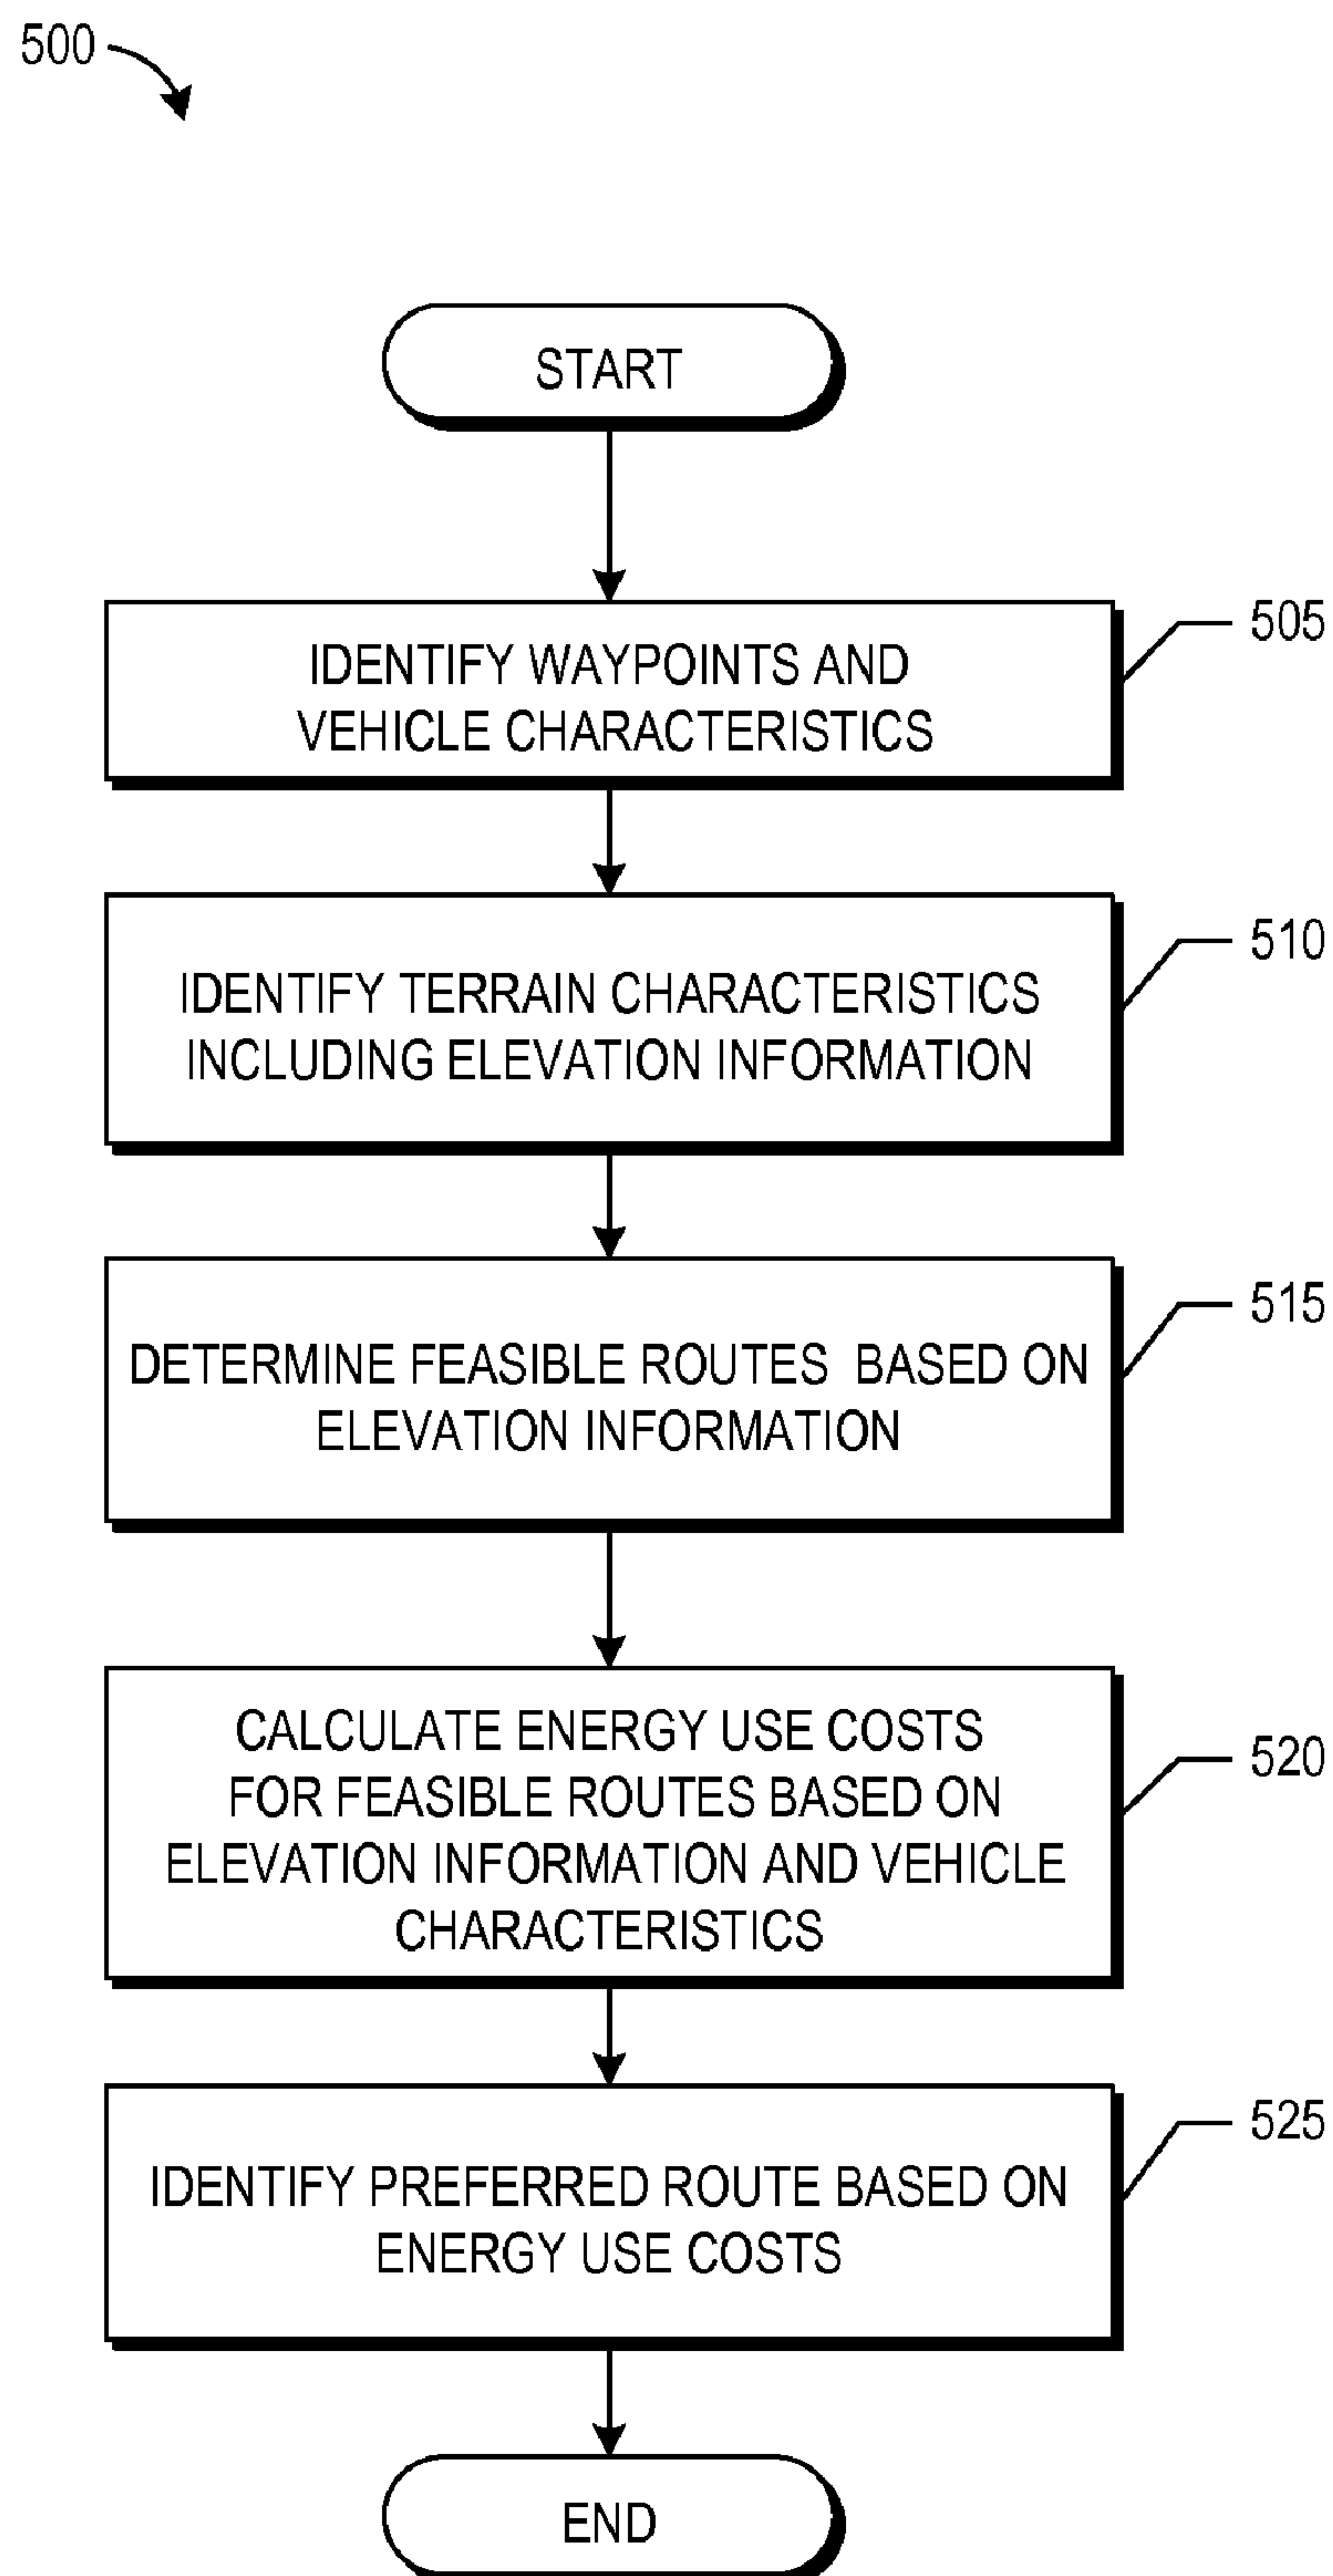 500
START
505
IDENTIFY WAYPOINTS AND
VEHICLE CHARACTERISTICS
510
IDENTIFY TERRAIN CHARACTERISTICS
INCLUDING ELEVATION INFORMATION
515
DETERMINE FEASIBLE ROUTES BASED ON
ELEVATION INFORMATION
520
CALCULATE ENERGY USE COSTS
FOR FEASIBLE ROUTES BASED ON
ELEVATION INFORMATION AND VEHICLE
CHARACTERISTICS
525
IDENTIFY PREFERRED ROUTE BASED ON
ENERGY USE COSTS
END